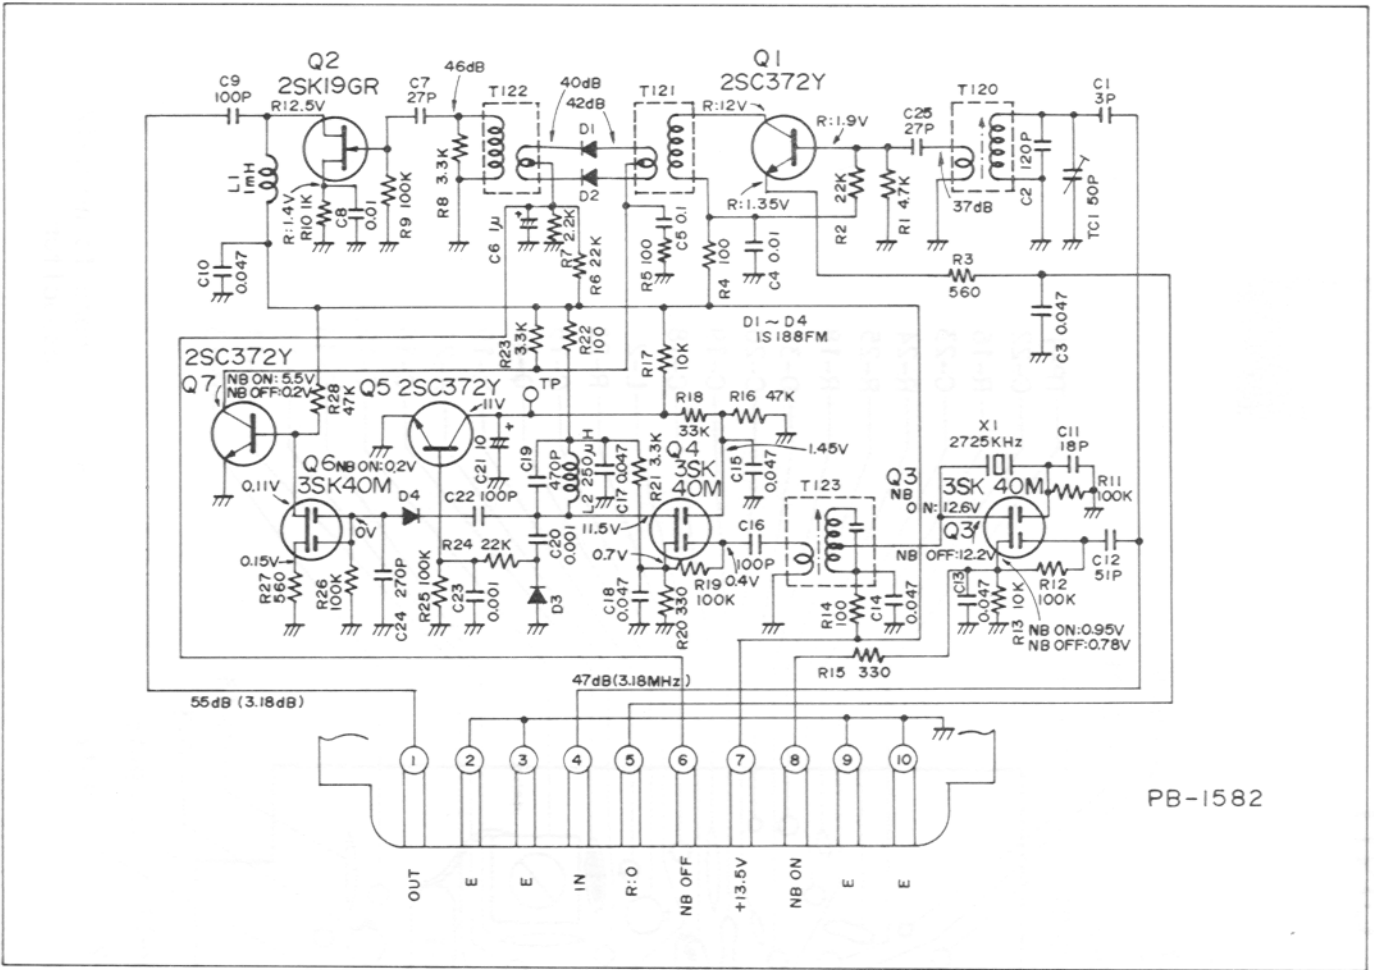 Q2
2SK19GR
C9
100P
R12.5V
C7
27P
46dB
T122
40dB
42dB
D1
D2
T121
Q1
2SC372Y
R:12V
R:1.9V
R:1.35V
C25
27P
T120
37dB
C1
3P
120P
C2
TC1 50P
L1
1mH
R:1.4V
R10 1K
C8
0.01
R9 100K
R8 3.3K
C6 1μ
+
R7
2.2K
R6 22K
R5 100
C5 0.1
R4 100
C4 0.01
R2
22K
R1 4.7K
R3
560
C3 0.047
C10
0.047
D1 ~ D4
1S188FM
2SC372Y
Q7
NB ON: 5.5V
NB OFF:0.2V
R28
47K
Q5 2SC372Y
11V
TP
R23
3.3K
R22
100
R17
10K
R18
33K
R16 47K
1.45V
Q6
NB ON:0.2V
3SK40M
0.11V
0V
0.15V
D4
C22 100P
C21 10
+
C19
470P
L2 250μH
C17 0.047
R21 3.3K
Q4
3SK
40M
C15
0.047
11.5V
0.7V
0.4V
R27
560
R26
100K
C24 270P
R25 100K
R24 22K
C23
0.001
C20
0.001
D3
C18
0.047
R20 330
R19
100K
C16
100P
T123
R14
100
C14
0.047
Q3
NB
ON: 12.6V
3SK 40M
Q3
NB OFF:12.2V
X1
2725KHz
C11
18P
R11
100K
C12
51P
R12
100K
C13
0.047
R13 10K
NB ON:0.95V
NB OFF:0.78V
R15 330
55dB (3.18dB)
47dB(3.18MHz)
1
2
3
4
5
6
7
8
9
10
OUT
E
E
IN
R:O
NB OFF
+13.5V
NB ON
E
E
PB-1582